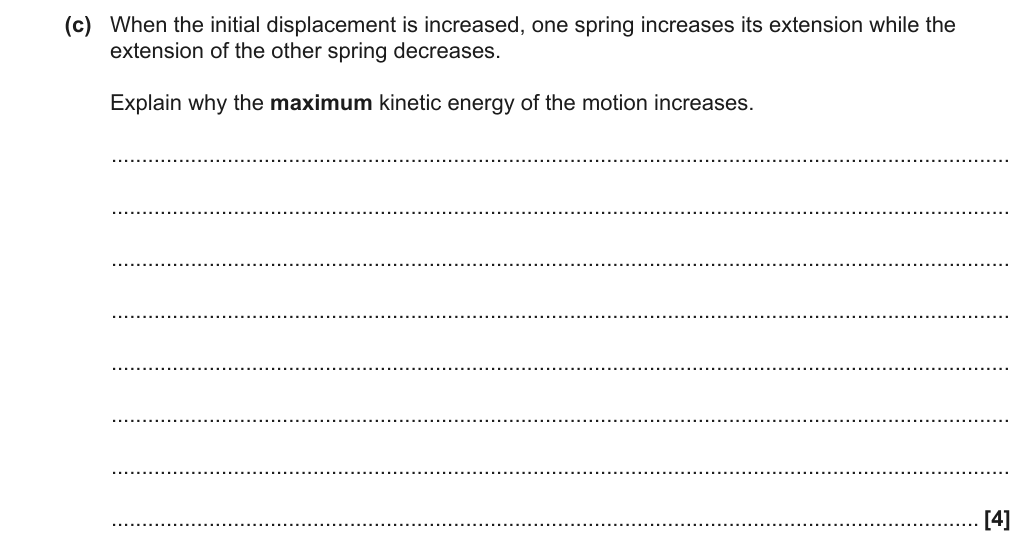 (c) When the initial displacement is increased, one spring increases its extension while the
extension of the other spring decreases.
Explain why the maximum kinetic energy of the motion increases.
[4]